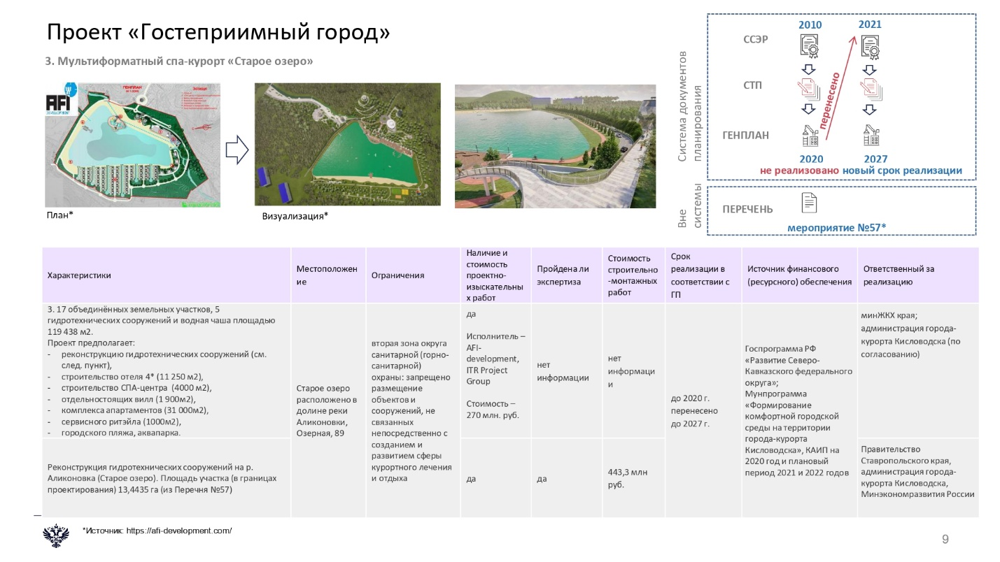 Проект «Гостеприимный город»
3. Мультиформатный спа-курорт «Старое озеро»
AFI
DEVELOPMENT
ГЕНПЛАН
План*
Визуализация*
Система документов
планирования
2010
2021
ССЭР
СТП
ГЕНПЛАН
перенесено
2020
2027
не реализовано новый срок реализации
Вне
системы
ПЕРЕЧЕНЬ
мероприятие №57*
Характеристики
Местоположен
ие
Ограничения
Наличие и
стоимость
проектно-
изыскательны
х работ
Пройдена ли
экспертиза
Стоимость
строительно
-монтажных
работ
Срок
реализации в
соответствии с
ГП
Источник финансового
(ресурсного) обеспечения
Ответственный за
реализацию
3. 17 объединённых земельных участков, 5
гидротехнических сооружений и водная чаша площадью
119 438 м2.
Проект предполагает:
- реконструкцию гидротехнических сооружений (см.
след. пункт),
- строительство отеля 4* (11 250 м2),
- строительство СПА-центра (4000 м2),
- отдельностоящих вилл (1 900м2),
- комплекса апартаментов (31 000м2),
- сервисного ритэйла (1000м2),
- городского пляжа, аквапарка.
Старое озеро
расположено в
долине реки
Аликоновки,
Озерная, 89
вторая зона округа
санитарной (горно-
санитарной)
охраны: запрещено
размещение
объектов и
сооружений, не
связанных
непосредственно с
созданием и
развитием сферы
курортного лечения
и отдыха
да
Исполнитель –
AFI-
development,
ITR Project
Group
Стоимость –
270 млн. руб.
нет
информации
нет
информаци
и
до 2020 г.
перенесено
до 2027 г.
Госпрограмма РФ
«Развитие Северо-
Кавказского федерального
округа»;
Мунпрограмма
«Формирование
комфортной городской
среды на территории
города-курорта
Кисловодска», КАИП на
2020 год и плановый
период 2021 и 2022 годов
минЖКХ края;
администрация города-
курорта Кисловодска (по
согласованию)
Реконструкция гидротехнических сооружений на р.
Аликоновка (Старое озеро). Площадь участка (в границах
проектирования) 13,4435 га (из Перечня №57)
да
да
443,3 млн
руб.
Правительство
Ставропольского края,
администрация города-
курорта Кисловодска,
Минэкономразвития России
*Источник: https://afi-development.com/
9